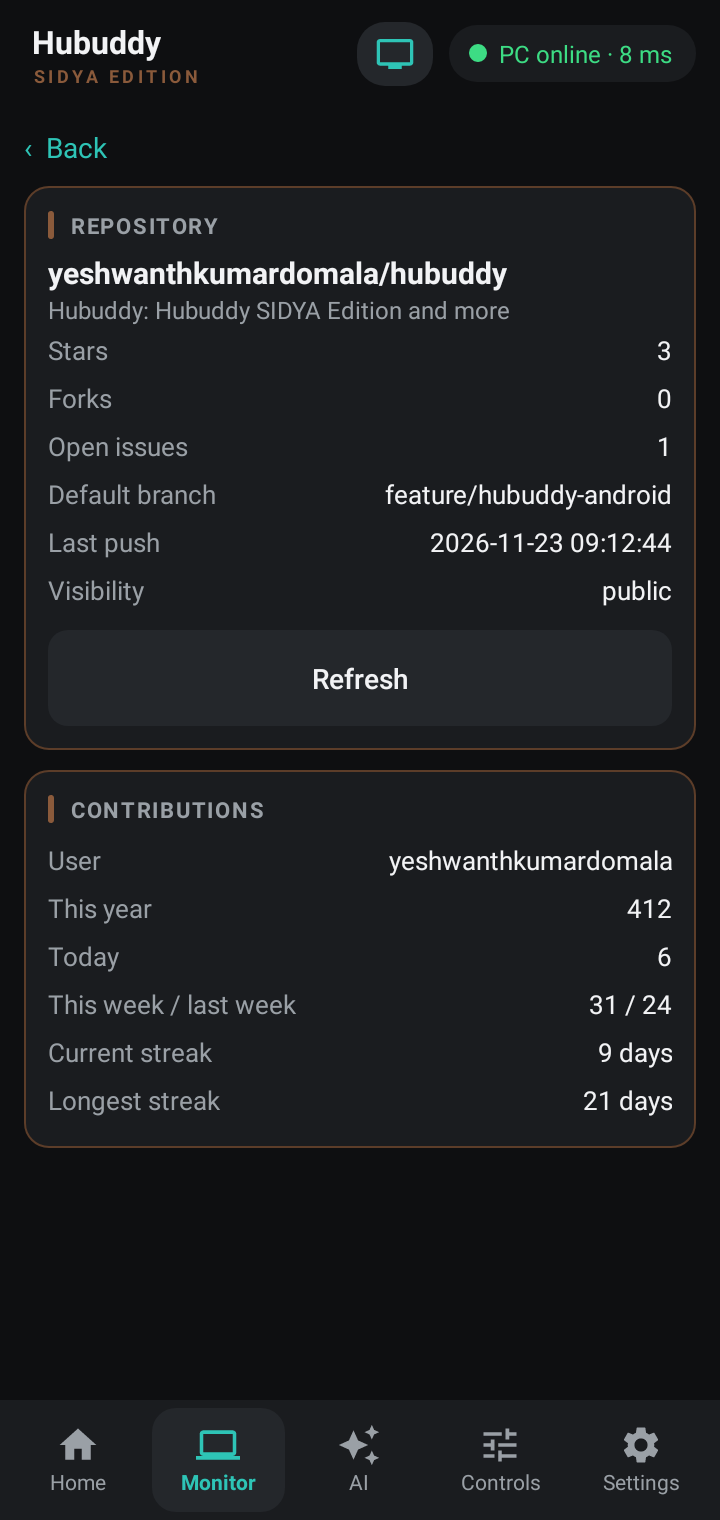 Hubuddy
SIDYA EDITION
PC online · 8 ms
‹ Back
REPOSITORY
yeshwanthkumardomala/hubuddy
Hubuddy: Hubuddy SIDYA Edition and more
Stars 3
Forks 0
Open issues 1
Default branch feature/hubuddy-android
Last push 2026-11-23 09:12:44
Visibility public
Refresh
CONTRIBUTIONS
User yeshwanthkumardomala
This year 412
Today 6
This week / last week 31 / 24
Current streak 9 days
Longest streak 21 days
Home Monitor AI Controls Settings